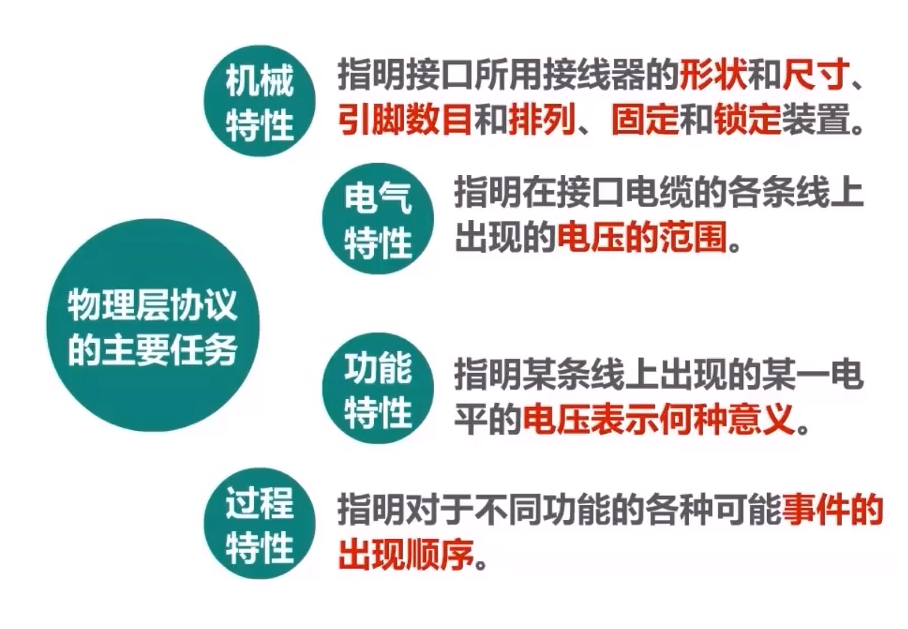 机械
特性
指明接口所用接线器的形状和尺寸、
引脚数目和排列、固定和锁定装置。
电气
特性
指明在接口电缆的各条线上
出现的电压的范围。
物理层协议
的主要任务
功能
特性
指明某条线上出现的某一电
平的电压表示何种意义。
过程
特性
指明对于不同功能的各种可能事件的
出现顺序。